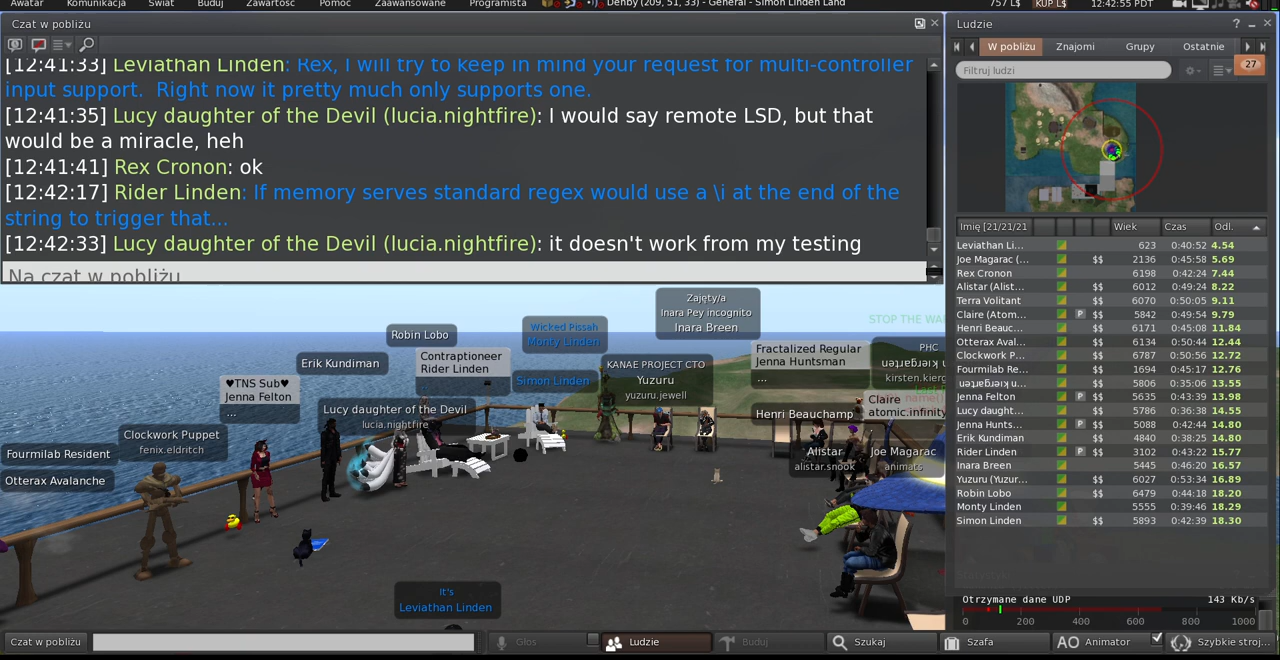 Awatar Komunikacja Świat Buduj Zawartość Pomoc Zaawansowane Programista Denby (209, 51, 33) - General - Simon Linden Land 757 L$ KUP L$ 12:42:55 PDT
Czat w pobliżu
[12:41:33] Leviathan Linden: Rex, I will try to keep in mind your request for multi-controller
input support.  Right now it pretty much only supports one.
[12:41:35] Lucy daughter of the Devil (lucia.nightfire): I would say remote LSD, but that
would be a miracle, heh
[12:41:41] Rex Cronon: ok
[12:42:17] Rider Linden: If memory serves standard regex would use a \i at the end of the
string to trigger that...
[12:42:33] Lucy daughter of the Devil (lucia.nightfire): it doesn't work from my testing
Na czat w pobliżu
Zajęty/a
Inara Pey incognito
Inara Breen
STOP THE WA
Robin Lobo
Wicked Pissah
Monty Linden
Erik Kundiman
Contraptioneer
Rider Linden
KANAE PROJECT CTO
Yuzuru
yuzuru.jewell
Fractalized Regular
Jenna Huntsman
...
PHC
kirsten.kierg
♥TNS Sub♥
Jenna Felton
...
Simon Linden
Claire
atomic.infinity
Lucy daughter of the Devil
lucia.nightfire
Henri Beauchamp
Clockwork Puppet
fenix.eldritch
Fourmilab Resident
Alistar
alistar.snook
Joe Magarac
animats
Otterax Avalanche
It's
Leviathan Linden
Ludzie
W pobliżu Znajomi Grupy Ostatnie
Filtruj ludzi
27
Imię [21/21/21 Wiek Czas Odl.
Leviathan Li... 623 0:40:52 4.54
Joe Magarac (... $$ 2136 0:45:58 5.69
Rex Cronon 6198 0:42:24 7.44
Alistar (Alist... $$ 6012 0:49:24 8.22
Terra Volitant $$ 6070 0:50:05 9.11
Claire (Atom... P $$ 5842 0:49:54 9.79
Henri Beauc... $$ 6171 0:45:08 11.84
Otterax Aval... $$ 6134 0:50:44 12.44
Clockwork P... $$ 6787 0:50:56 12.72
Fourmilab Res... $$ 1694 0:45:17 12.76
$$ 5806 0:35:06 13.55
Jenna Felton P $$ 5635 0:43:39 13.98
Lucy daught... $$ 5786 0:36:38 14.55
Jenna Hunts... P $$ 5088 0:42:44 14.80
Erik Kundiman $$ 4840 0:38:25 14.80
Rider Linden P $$ 3102 0:43:22 15.77
Inara Breen 5445 0:46:20 16.57
Yuzuru (Yuzur... $$ 6027 0:53:34 16.89
Robin Lobo $$ 6479 0:44:18 18.20
Monty Linden 5555 0:39:46 18.29
Simon Linden $$ 5893 0:42:39 18.30
Otrzymane dane UDP 143 Kb/s
0 200 400 600 800 1000
Czat w pobliżu Głos Ludzie Buduj Szukaj Szafa AO Animator Szybkie stroj...